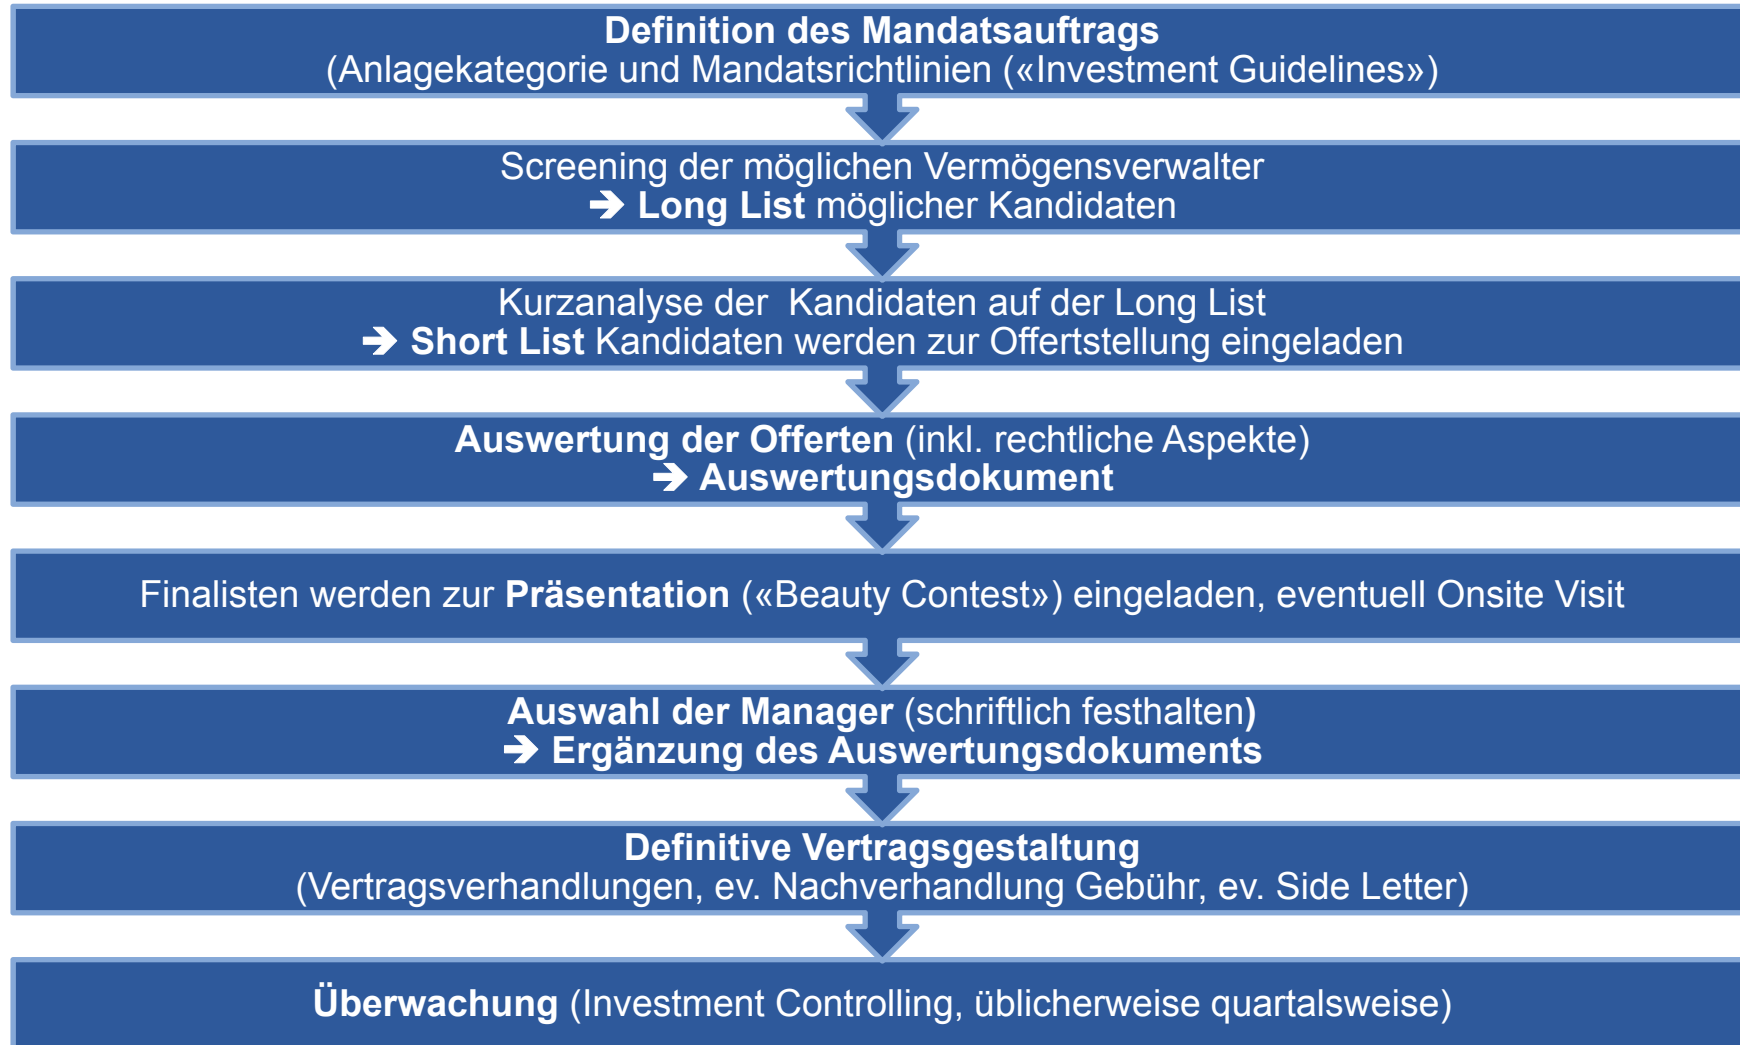 Definition des Mandatsauftrags
(Anlagekategorie und Mandatsrichtlinien («Investment Guidelines»)
Screening der möglichen Vermögensverwalter
➔ Long List möglicher Kandidaten
Kurzanalyse der  Kandidaten auf der Long List
➔ Short List Kandidaten werden zur Offertstellung eingeladen
Auswertung der Offerten (inkl. rechtliche Aspekte)
➔ Auswertungsdokument
Finalisten werden zur Präsentation («Beauty Contest») eingeladen, eventuell Onsite Visit
Auswahl der Manager (schriftlich festhalten)
➔ Ergänzung des Auswertungsdokuments
Definitive Vertragsgestaltung
(Vertragsverhandlungen, ev. Nachverhandlung Gebühr, ev. Side Letter)
Überwachung (Investment Controlling, üblicherweise quartalsweise)